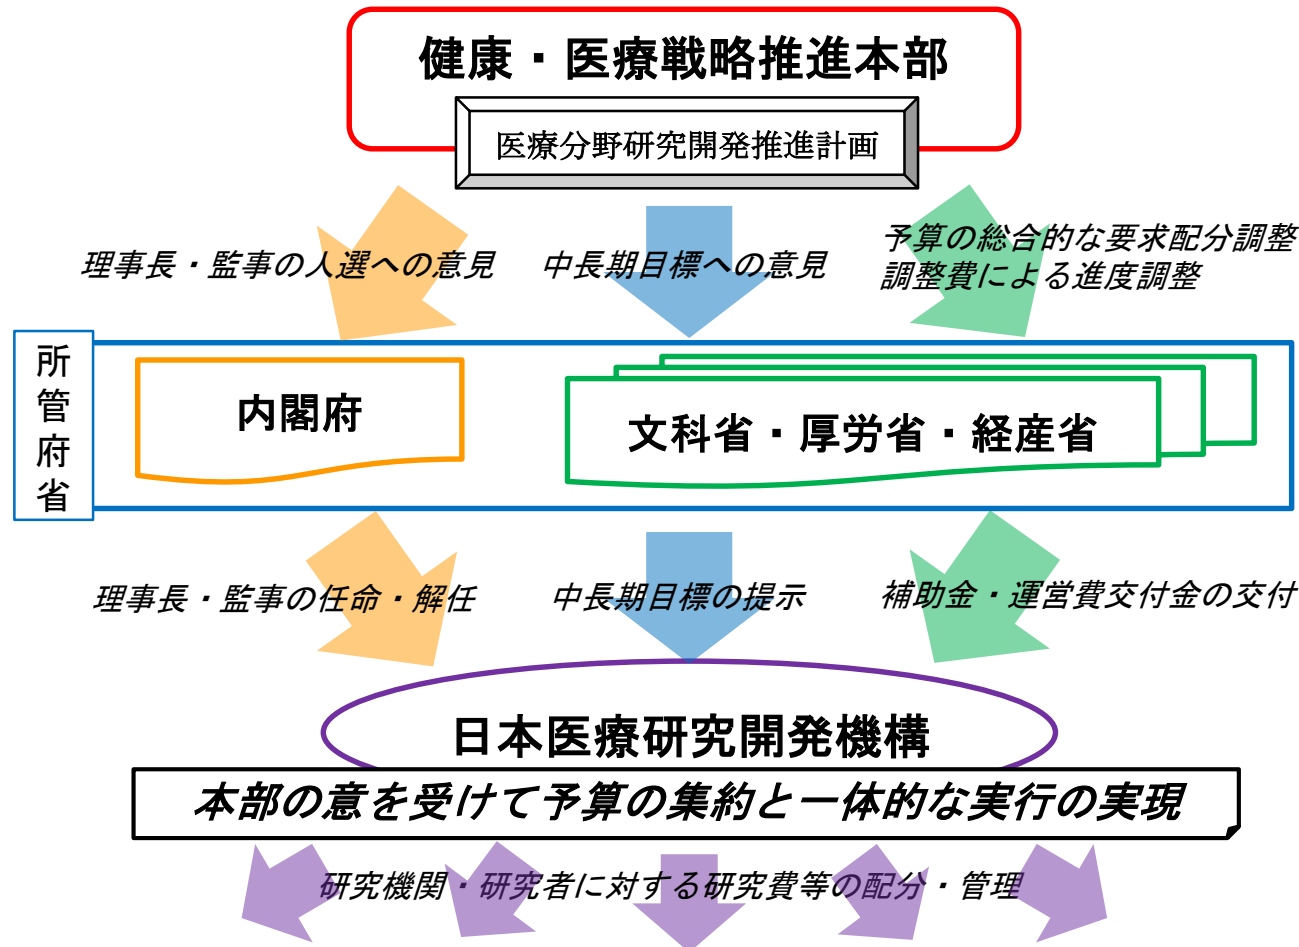 健康・医療戦略推進本部
医療分野研究開発推進計画
理事長・監事の人選への意見
中長期目標への意見
予算の総合的な要求配分調整
調整費による進度調整
所管府省
内閣府
文科省・厚労省・経産省
理事長・監事の任命・解任
中長期目標の提示
補助金・運営費交付金の交付
日本医療研究開発機構
本部の意を受けて予算の集約と一体的な実行の実現
研究機関・研究者に対する研究費等の配分・管理